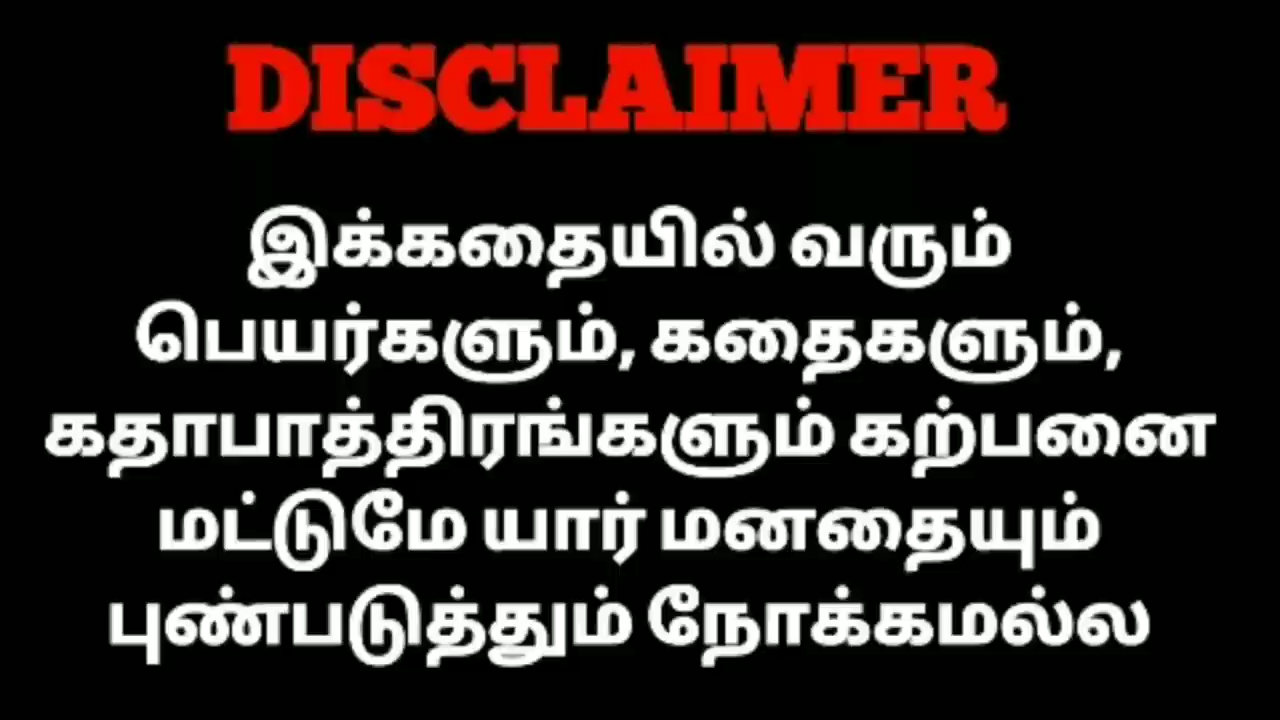 DISCLAIMER
இக்கதையில் வரும்
பெயர்களும், கதைகளும்,
கதாபாத்திரங்களும் கற்பனை
மட்டுமே யார் மனதையும்
புண்படுத்தும் நோக்கமல்ல